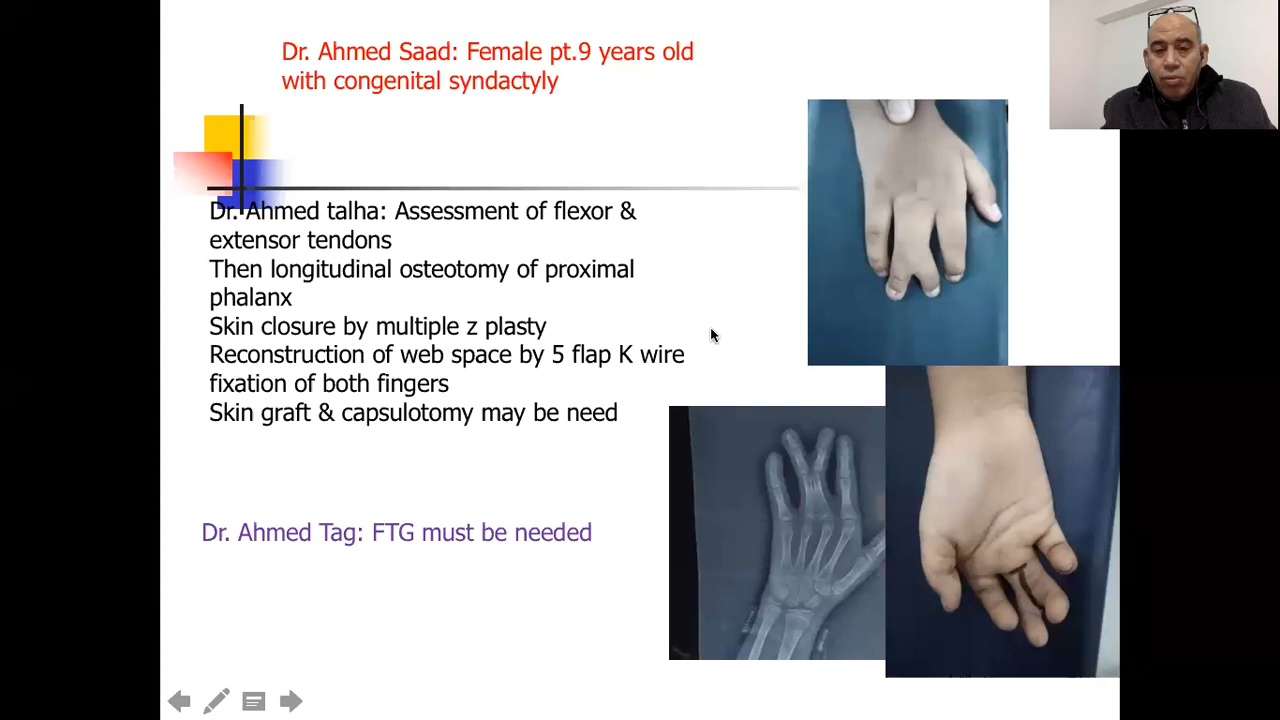 Dr. Ahmed Saad: Female pt.9 years old
with congenital syndactyly
Dr. Ahmed talha: Assessment of flexor &
extensor tendons
Then longitudinal osteotomy of proximal
phalanx
Skin closure by multiple z plasty
Reconstruction of web space by 5 flap K wire
fixation of both fingers
Skin graft & capsulotomy may be need
Dr. Ahmed Tag: FTG must be needed